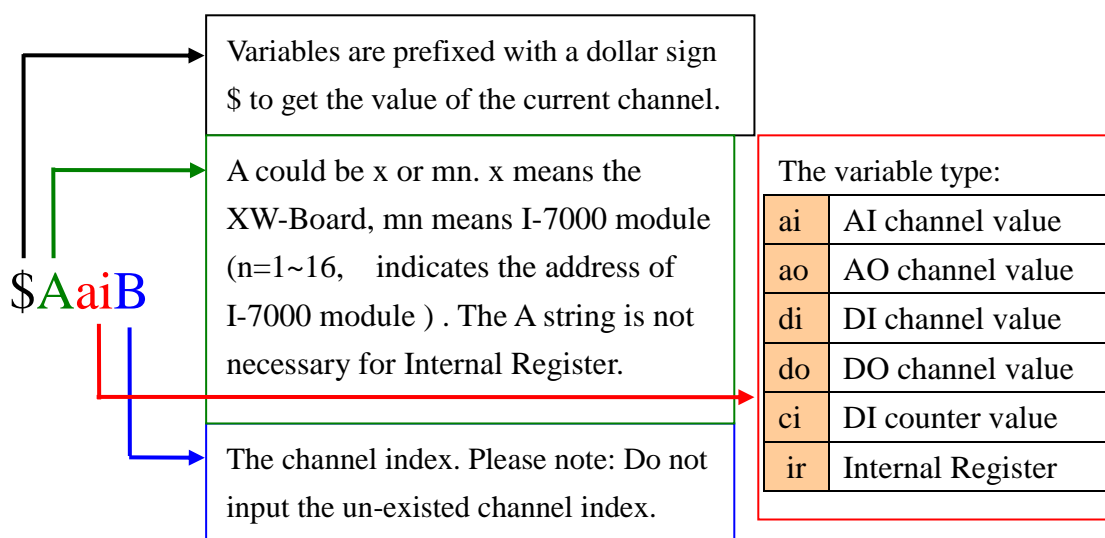 Variables are prefixed with a dollar sign
$ to get the value of the current channel.
A could be x or mn. x means the
XW-Board, mn means I-7000 module
(n=1~16, indicates the address of
I-7000 module ) . The A string is not
necessary for Internal Register.
$AaiB
The channel index. Please note: Do not
input the un-existed channel index.
The variable type:
ai AI channel value
ao AO channel value
di DI channel value
do DO channel value
ci DI counter value
ir Internal Register